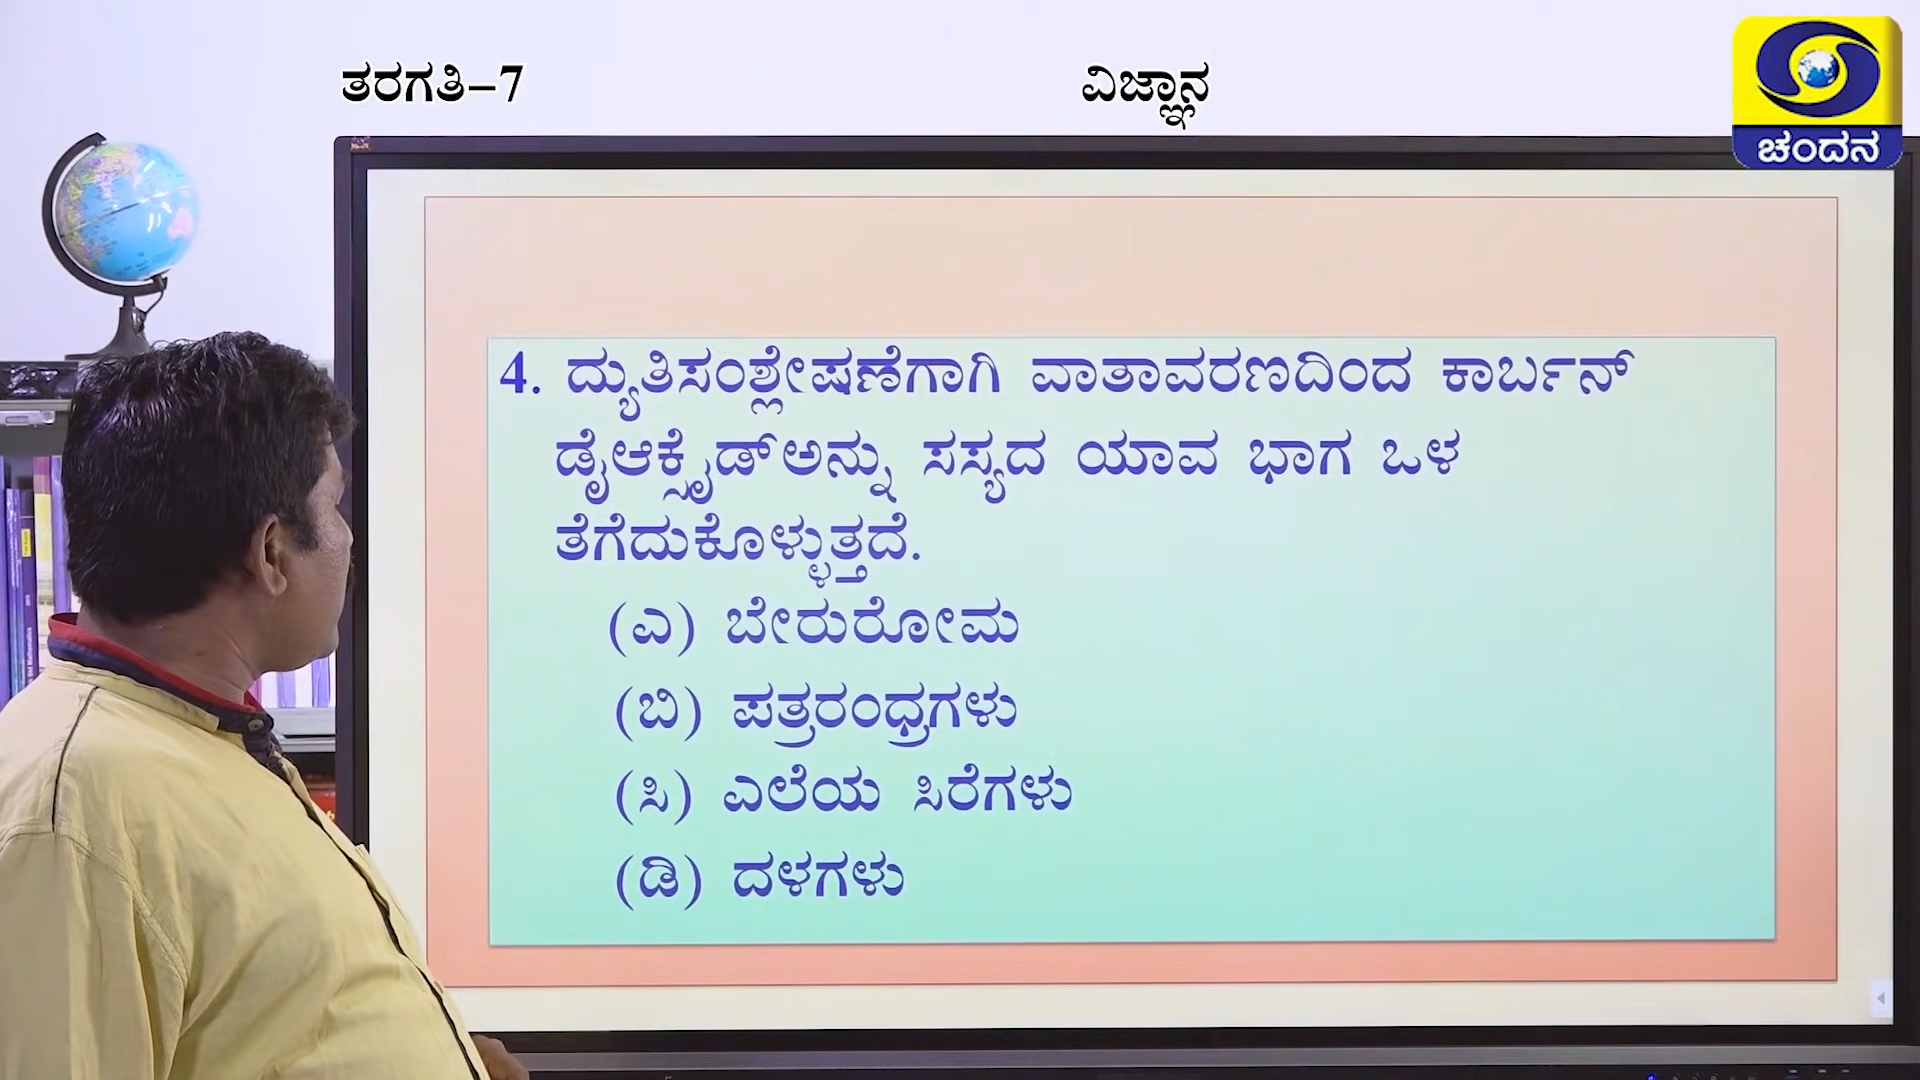 ತರಗತಿ–7
ವಿಜ್ಞಾನ
ಚಂದನ
4. ದ್ಯುತಿಸಂಶ್ಲೇಷಣೆಗಾಗಿ ವಾತಾವರಣದಿಂದ ಕಾರ್ಬನ್
ಡೈಆಕ್ಸೈಡ್‌ಅನ್ನು ಸಸ್ಯದ ಯಾವ ಭಾಗ ಒಳ
ತೆಗೆದುಕೊಳ್ಳುತ್ತದೆ.
(ಎ) ಬೇರುರೋಮ
(ಬಿ) ಪತ್ರರಂಧ್ರಗಳು
(ಸಿ) ಎಲೆಯ ಸಿರೆಗಳು
(ಡಿ) ದಳಗಳು